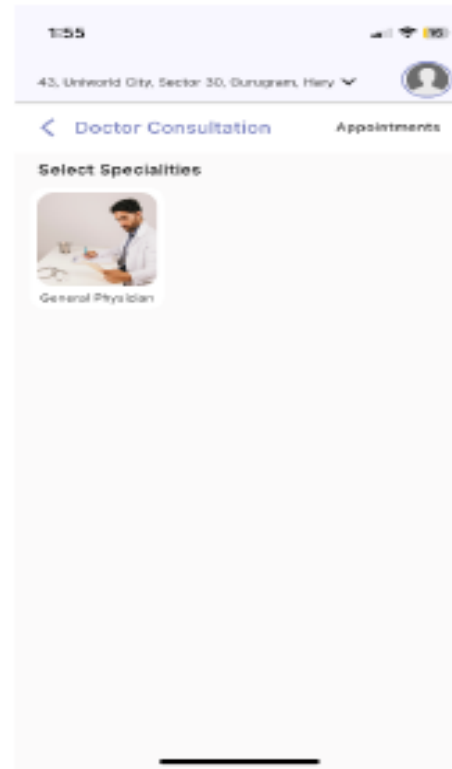 1:55
43, Uniworld City, Sector 30, Gurugram, Hary
Doctor Consultation
Appointments
Select Specialities
General Physician